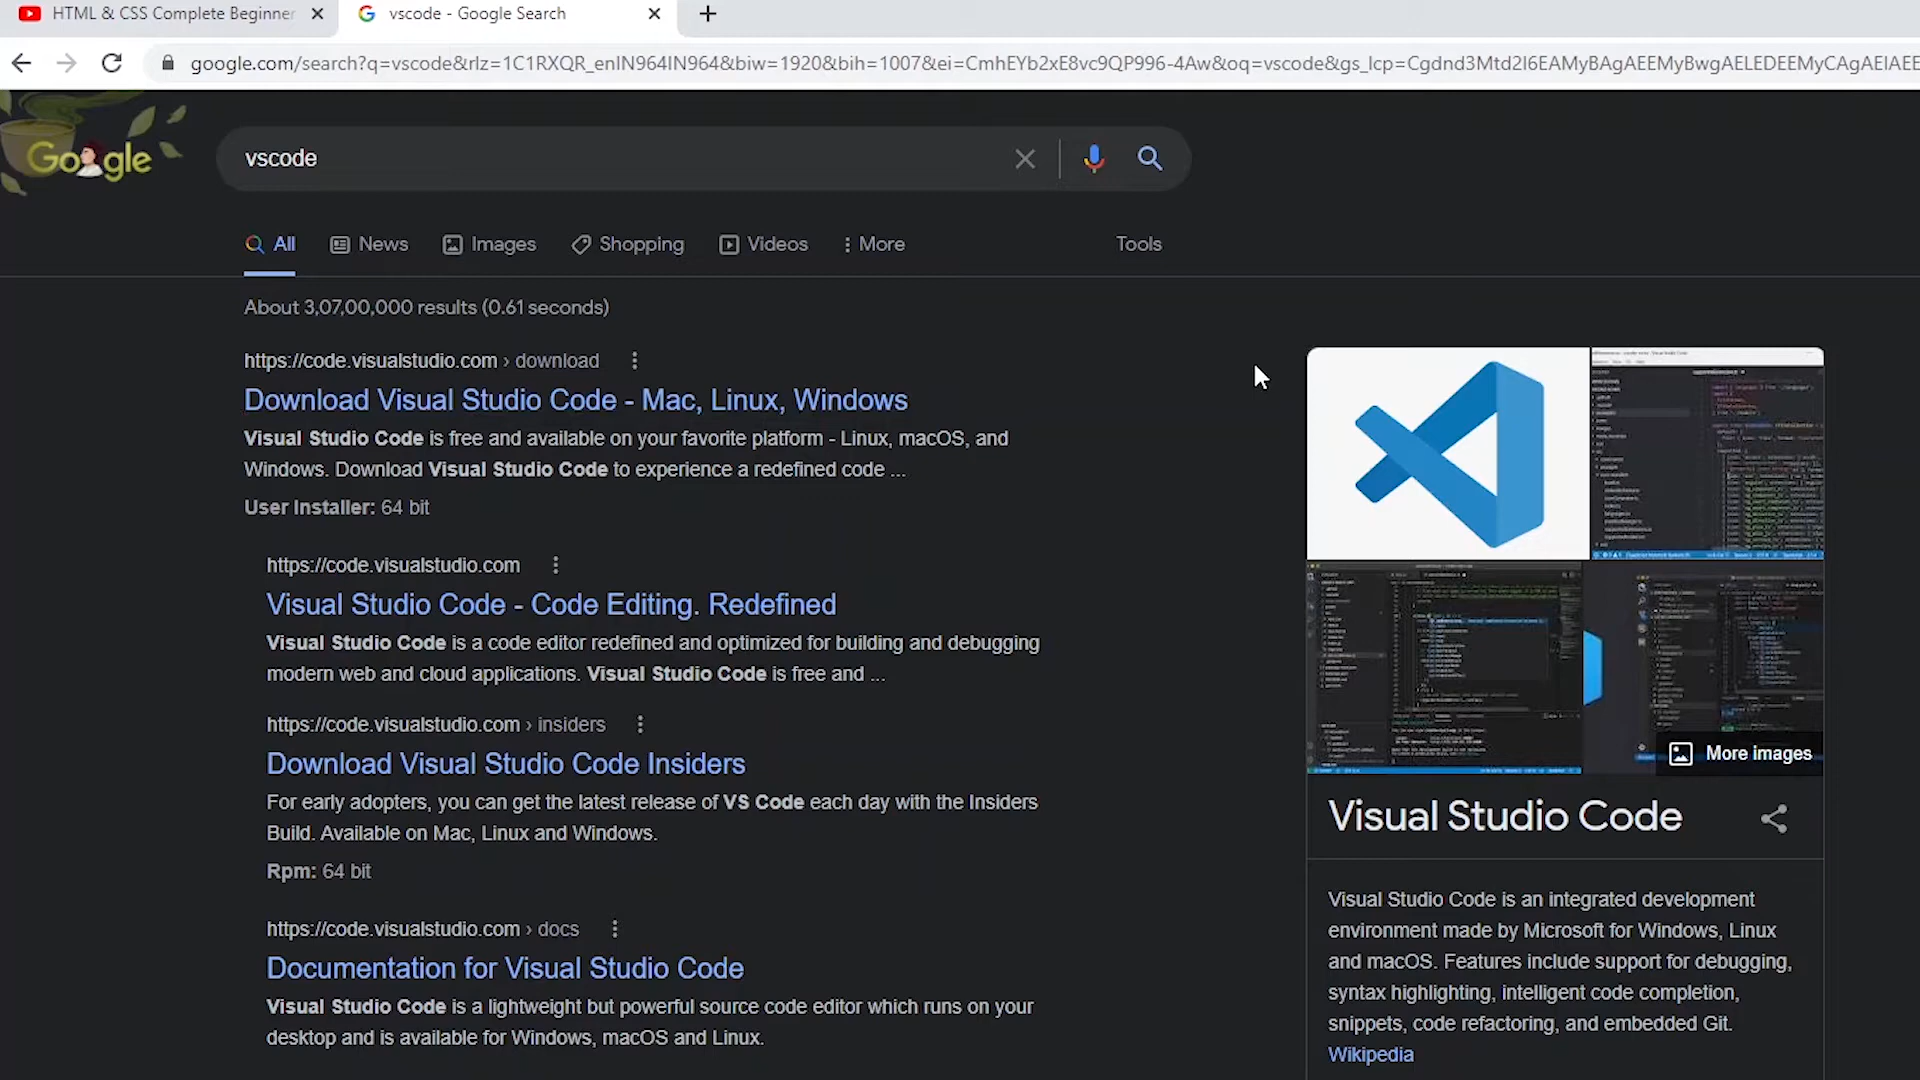 HTML & CSS Complete Beginner
vscode - Google Search
google.com/search?q=vscode&rlz=1C1RXQR_enIN964IN964&biw=1920&bih=1007&ei=CmhEYb2xE8vc9QP996-4Aw&oq=vscode&gs_lcp=Cgdnd3Mtd2l6EAMyBAgAEEMyBwgAELEDEEMyCAgAEIAEE
Google
vscode
All
News
Images
Shopping
Videos
More
Tools
About 3,07,00,000 results (0.61 seconds)
https://code.visualstudio.com › download
Download Visual Studio Code - Mac, Linux, Windows
Visual Studio Code is free and available on your favorite platform - Linux, macOS, and
Windows. Download Visual Studio Code to experience a redefined code ...
User Installer: 64 bit
https://code.visualstudio.com
Visual Studio Code - Code Editing. Redefined
Visual Studio Code is a code editor redefined and optimized for building and debugging
modern web and cloud applications. Visual Studio Code is free and ...
https://code.visualstudio.com › insiders
Download Visual Studio Code Insiders
For early adopters, you can get the latest release of VS Code each day with the Insiders
Build. Available on Mac, Linux and Windows.
Rpm: 64 bit
https://code.visualstudio.com › docs
Documentation for Visual Studio Code
Visual Studio Code is a lightweight but powerful source code editor which runs on your
desktop and is available for Windows, macOS and Linux.
More images
Visual Studio Code
Visual Studio Code is an integrated development
environment made by Microsoft for Windows, Linux
and macOS. Features include support for debugging,
syntax highlighting, intelligent code completion,
snippets, code refactoring, and embedded Git.
Wikipedia